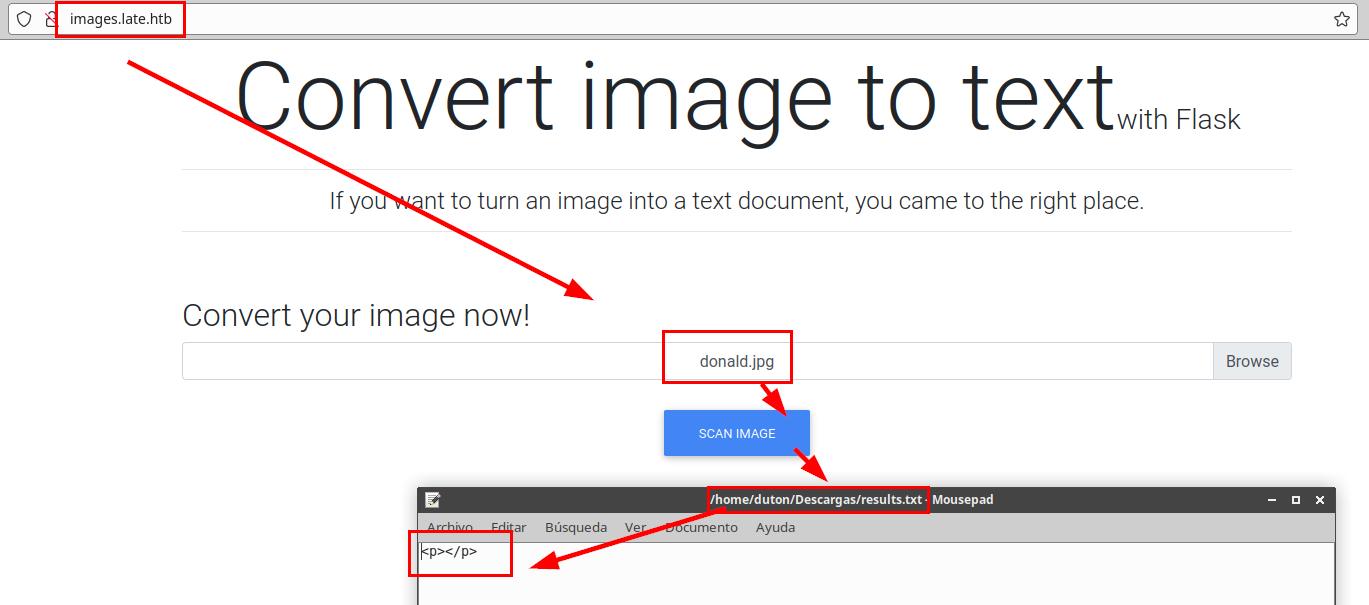 images.late.htb
Convert image to text with Flask
If you want to turn an image into a text document, you came to the right place.
Convert your image now!
donald.jpg Browse
SCAN IMAGE
/home/duton/Descargas/results.txt - Mousepad
Archivo Editar Búsqueda Ver Documento Ayuda
<p></p>